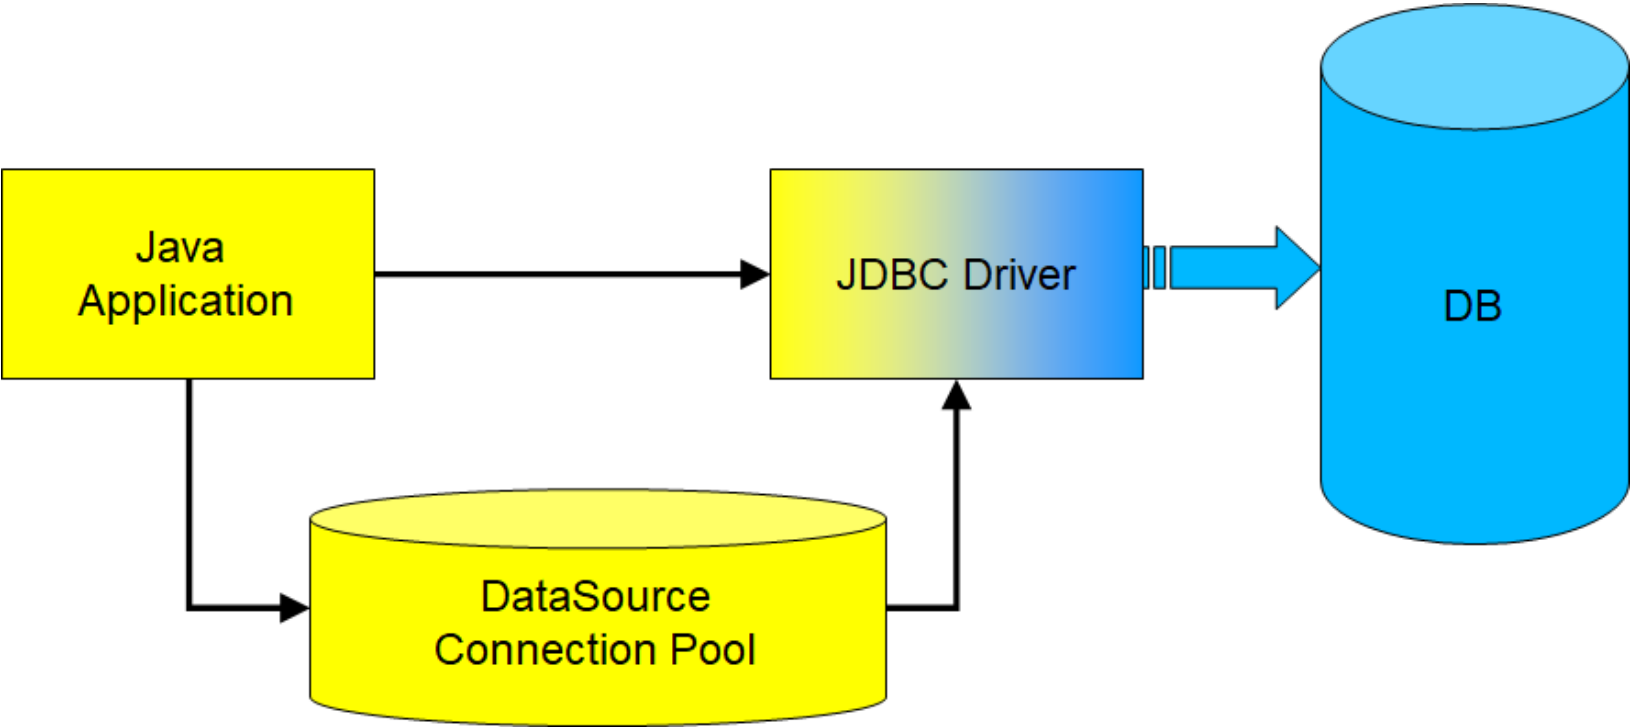 Java
Application
JDBC Driver
DB
DataSource
Connection Pool